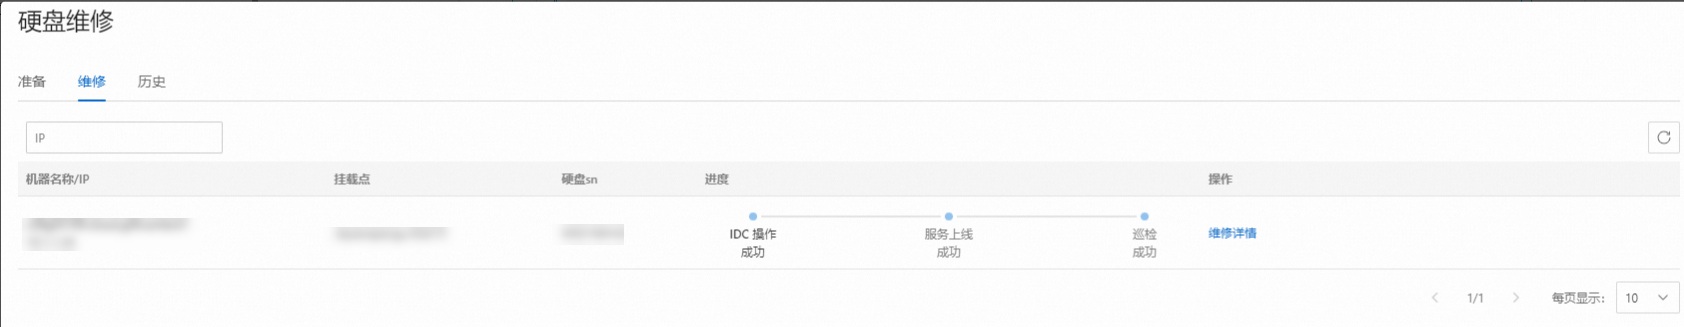 硬盘维修
准备 维修 历史
IP
机器名称/IP 挂载点 硬盘sn 进度 操作
IDC 操作 服务上线 巡检 维修详情
成功 成功 成功
1/1 每页显示: 10